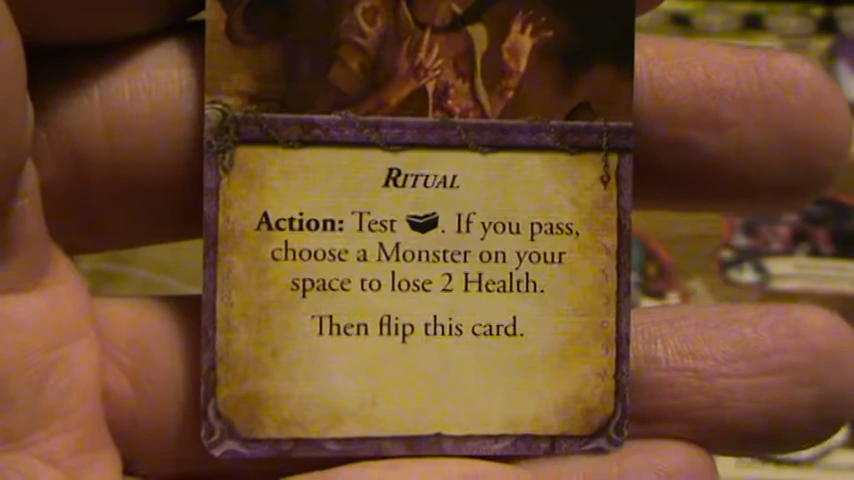 RITUAL
Action: Test . If you pass,
choose a Monster on your
space to lose 2 Health.
Then flip this card.